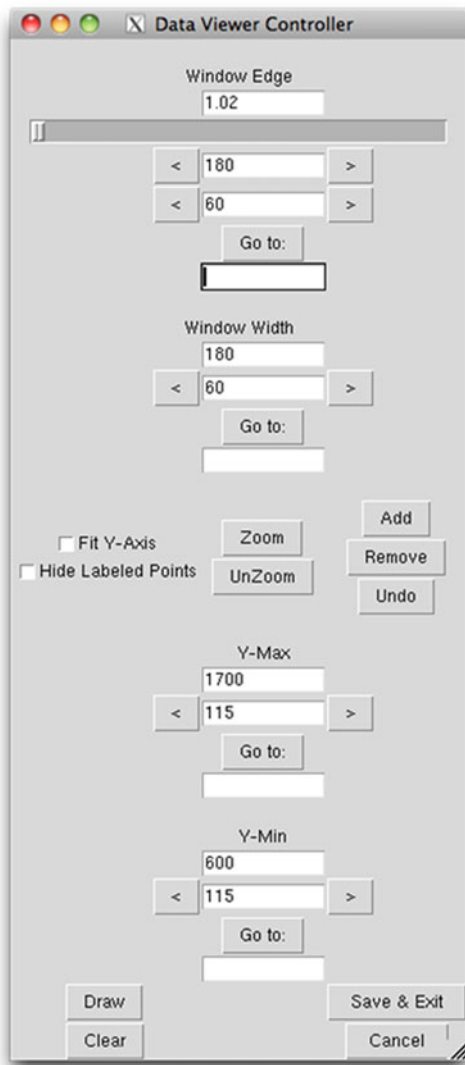 X Data Viewer Controller
Window Edge
1.02
< 180 >
< 60 >
Go to:
Window Width
180
< 60 >
Go to:
Fit Y-Axis
Hide Labeled Points
Zoom
UnZoom
Add
Remove
Undo
Y-Max
1700
< 115 >
Go to:
Y-Min
600
< 115 >
Go to:
Draw
Save & Exit
Clear
Cancel